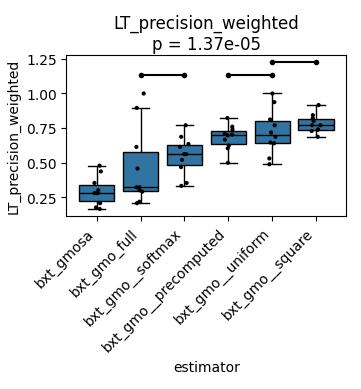 LT_precision_weighted
p = 1.37e-05
LT_precision_weighted
1.25
1.00
0.75
0.50
0.25
bxt_gmosa
bxt_gmo_full
bxt_gmo__softmax
bxt_gmo__precomputed
bxt_gmo__uniform
bxt_gmo__square
estimator